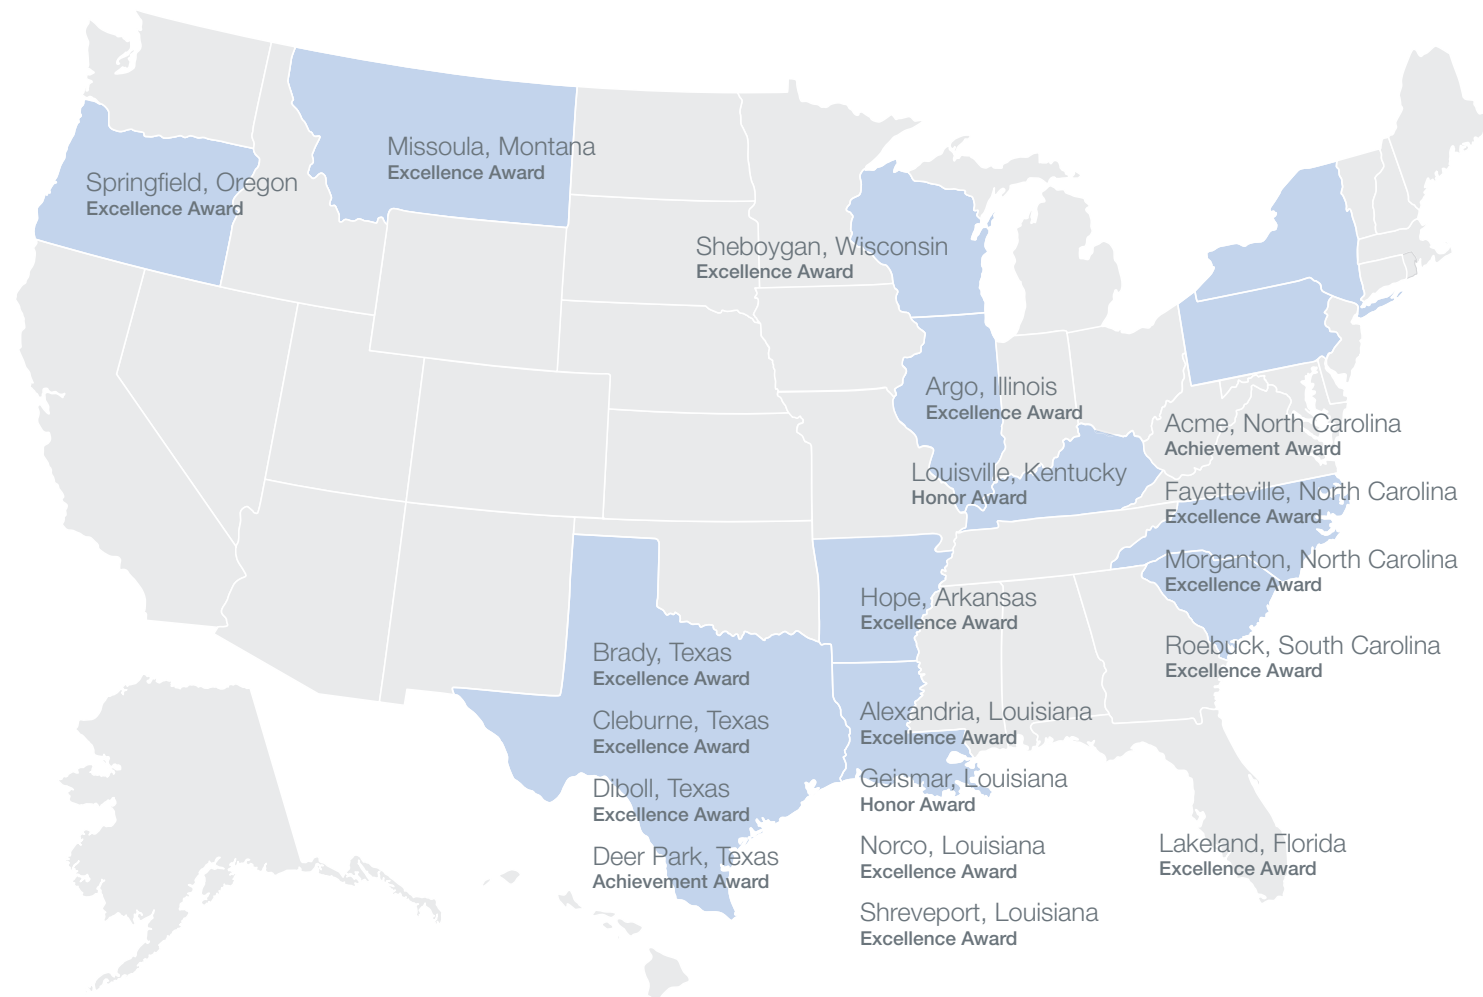 Missoula, Montana
Excellence Award
Springfield, Oregon
Excellence Award
Sheboygan, Wisconsin
Excellence Award
Argo, Illinois
Excellence Award
Louisville, Kentucky
Honor Award
Acme, North Carolina
Achievement Award
Fayetteville, North Carolina
Excellence Award
Morganton, North Carolina
Excellence Award
Roebuck, South Carolina
Excellence Award
Hope, Arkansas
Excellence Award
Brady, Texas
Excellence Award
Cleburne, Texas
Excellence Award
Diboll, Texas
Excellence Award
Deer Park, Texas
Achievement Award
Alexandria, Louisiana
Excellence Award
Geismar, Louisiana
Honor Award
Norco, Louisiana
Excellence Award
Shreveport, Louisiana
Excellence Award
Lakeland, Florida
Excellence Award